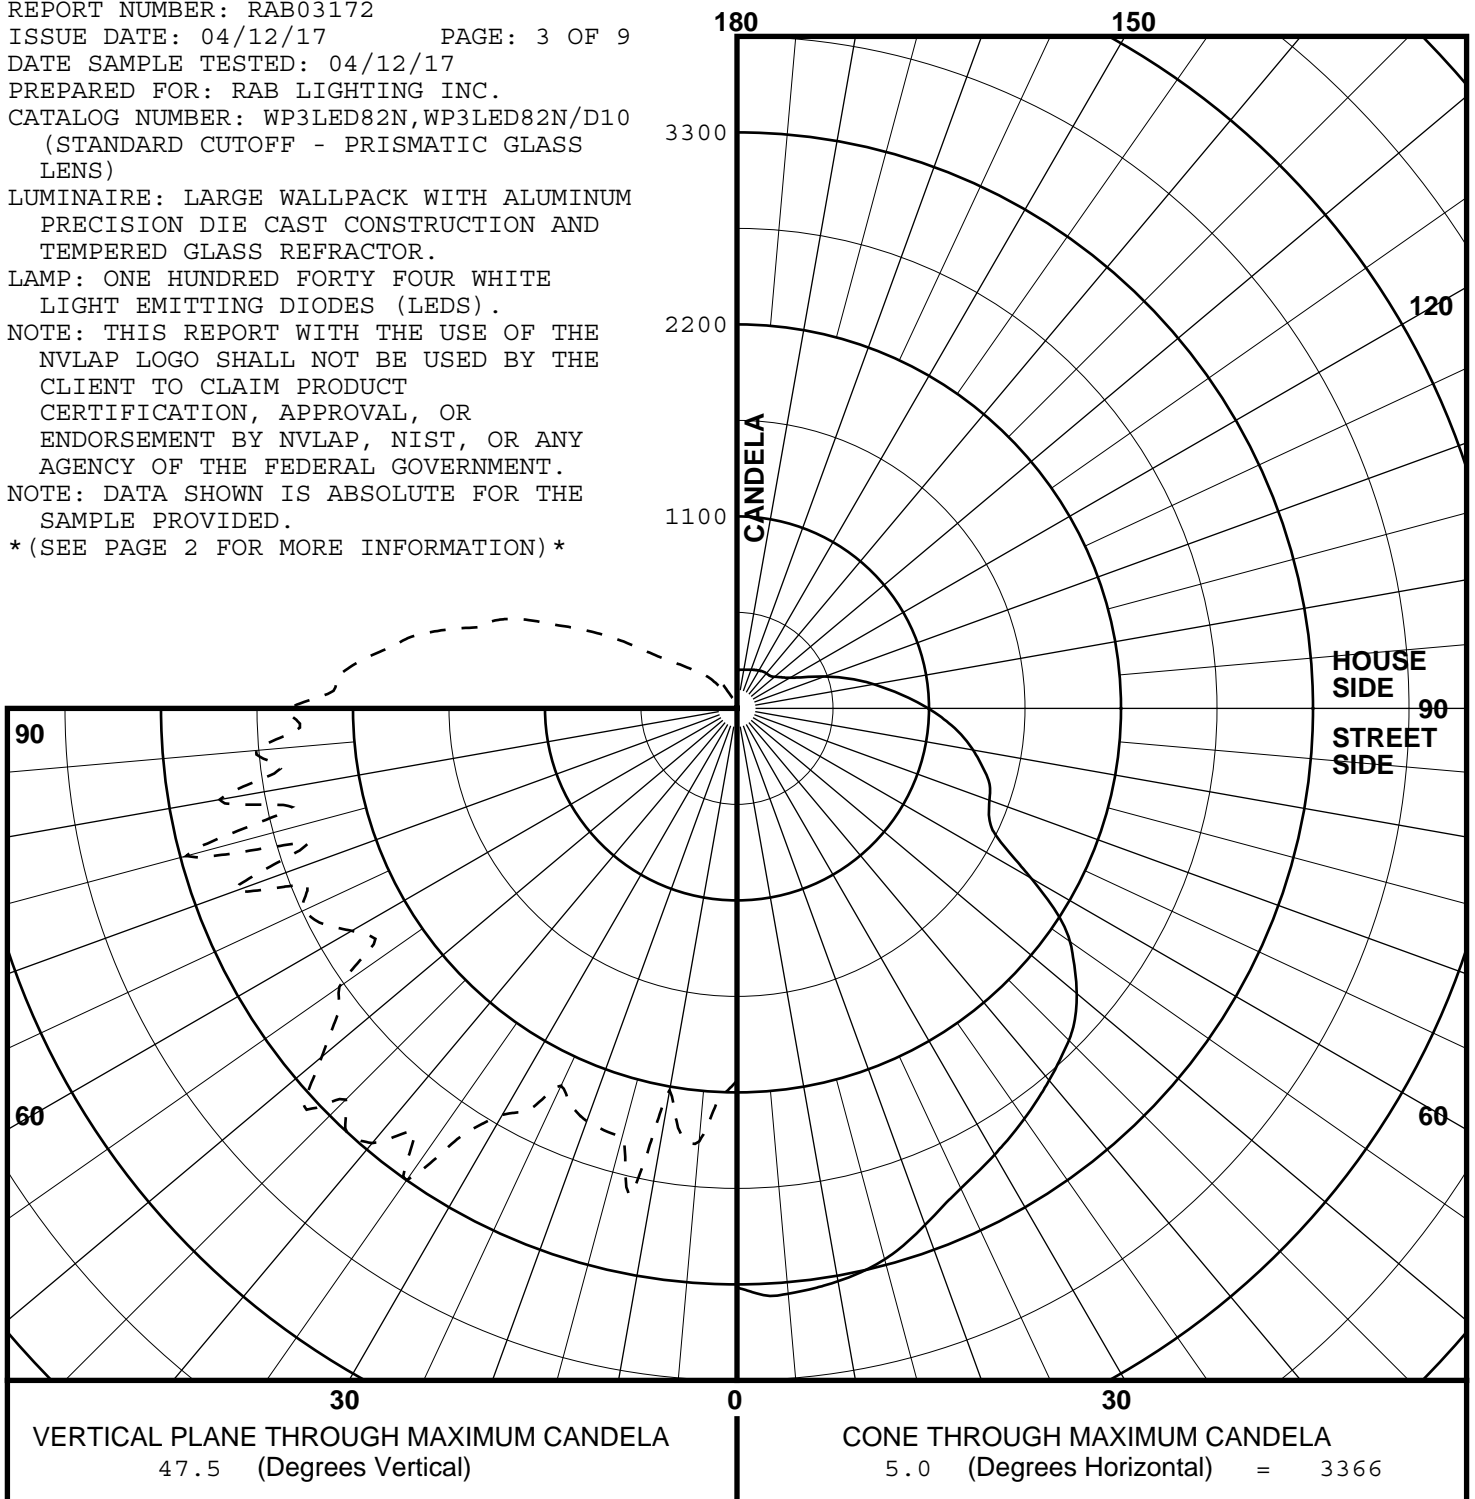 REPORT NUMBER: RAB03172
ISSUE DATE: 04/12/17 PAGE: 3 OF 9
DATE SAMPLE TESTED: 04/12/17
PREPARED FOR: RAB LIGHTING INC.
CATALOG NUMBER: WP3LED82N,WP3LED82N/D10
(STANDARD CUTOFF - PRISMATIC GLASS
LENS)
LUMINAIRE: LARGE WALLPACK WITH ALUMINUM
PRECISION DIE CAST CONSTRUCTION AND
TEMPERED GLASS REFRACTOR.
LAMP: ONE HUNDRED FORTY FOUR WHITE
LIGHT EMITTING DIODES (LEDS).
NOTE: THIS REPORT WITH THE USE OF THE
NVLAP LOGO SHALL NOT BE USED BY THE
CLIENT TO CLAIM PRODUCT
CERTIFICATION, APPROVAL, OR
ENDORSEMENT BY NVLAP, NIST, OR ANY
AGENCY OF THE FEDERAL GOVERNMENT.
NOTE: DATA SHOWN IS ABSOLUTE FOR THE
SAMPLE PROVIDED.
*(SEE PAGE 2 FOR MORE INFORMATION)*
180
150
3300
120
2200
CANDELA
1100
HOUSE
SIDE
90
90
STREET
SIDE
60
60
30
0
30
VERTICAL PLANE THROUGH MAXIMUM CANDELA
47.5 (Degrees Vertical)
CONE THROUGH MAXIMUM CANDELA
5.0 (Degrees Horizontal) = 3366